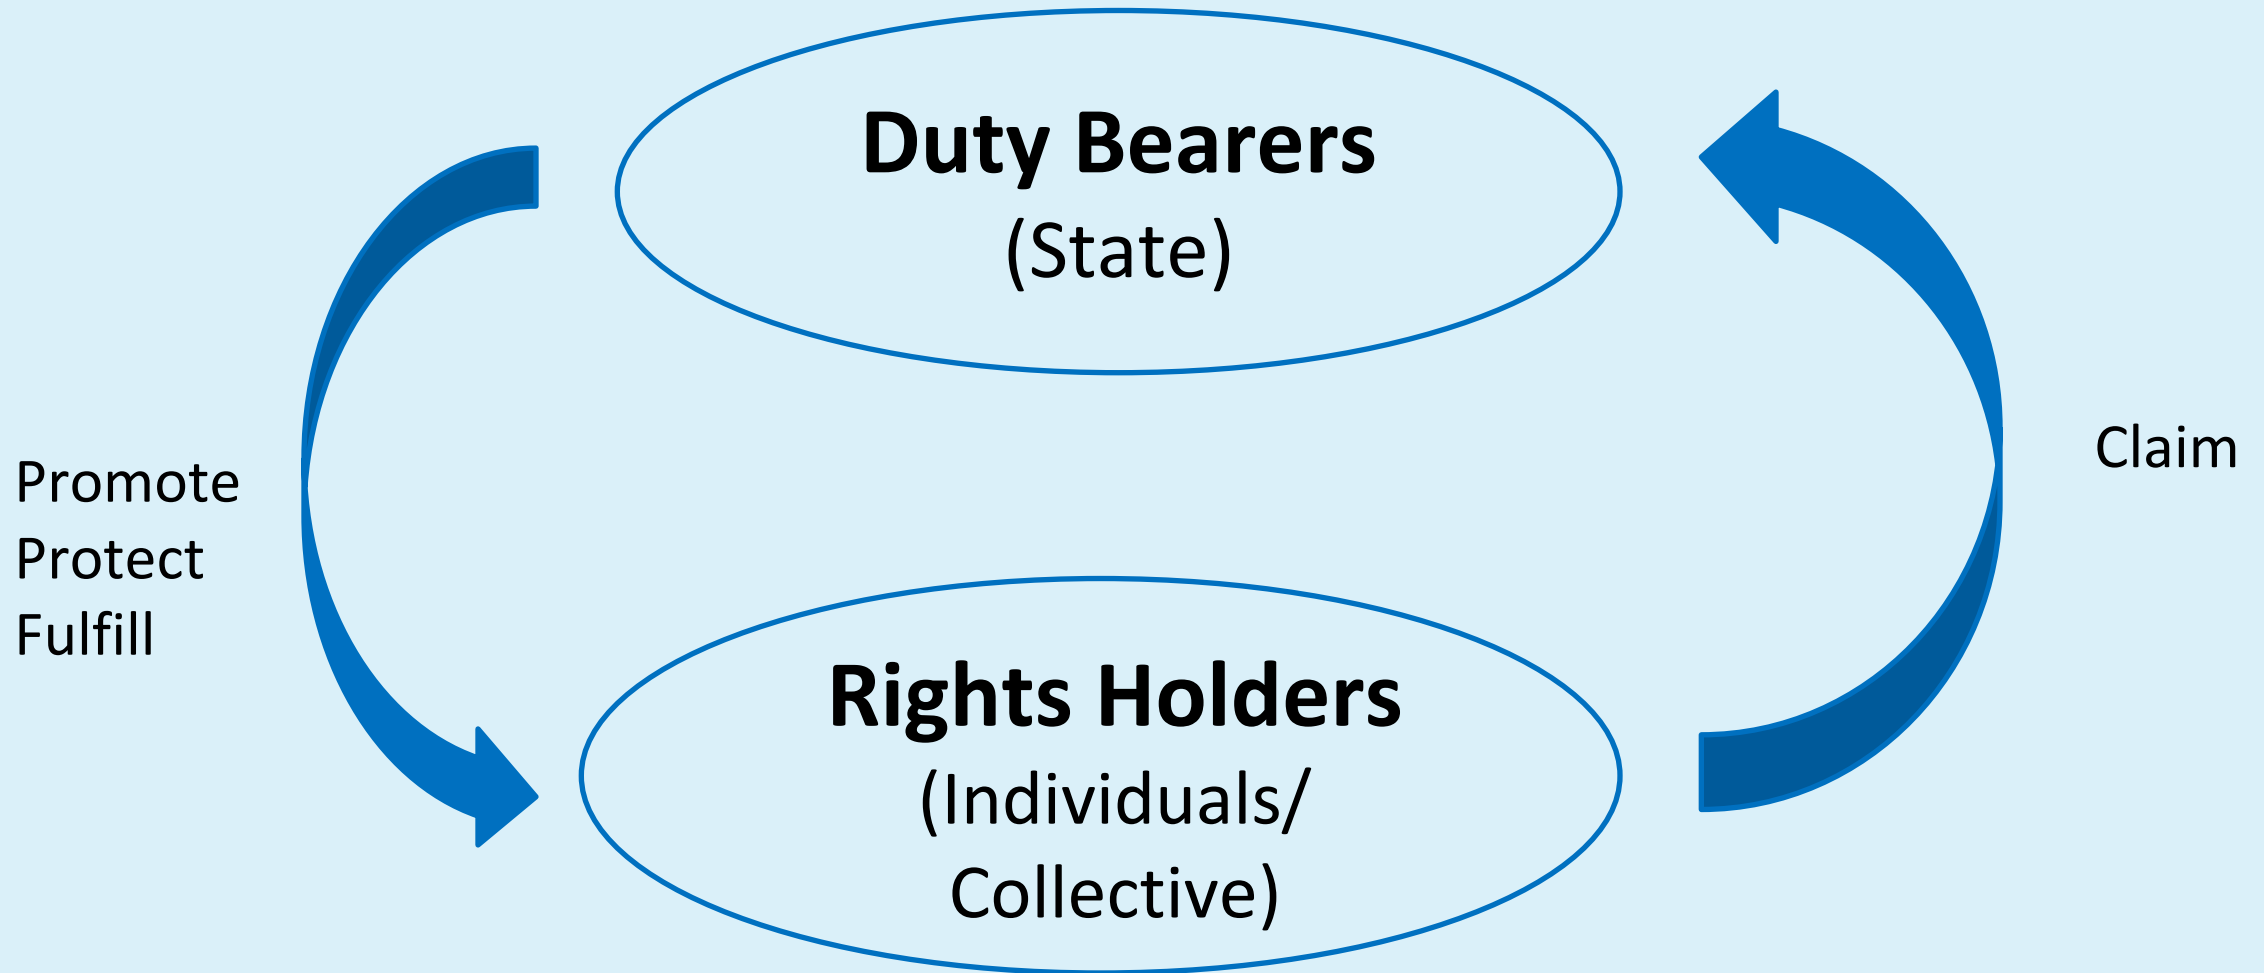 Duty Bearers
(State)
Promote
Protect
Fulfill
Claim
Rights Holders
(Individuals/
Collective)